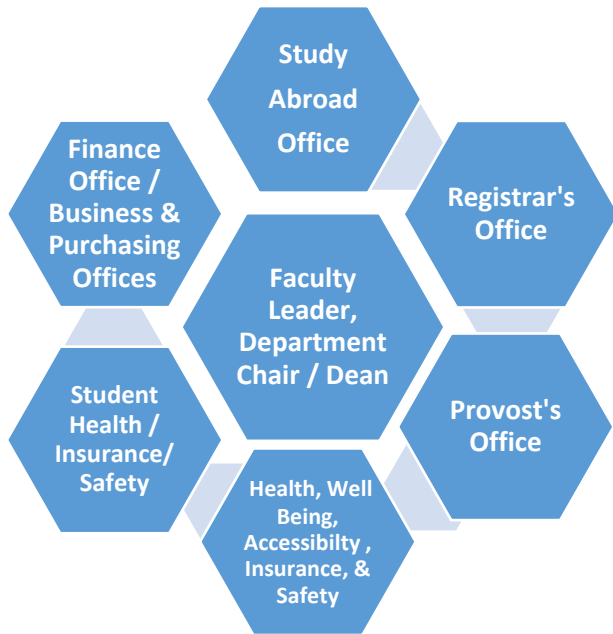 Study
Abroad
Office
Finance
Office /
Business &
Purchasing
Offices
Registrar's
Office
Faculty
Leader,
Department
Chair / Dean
Student
Health /
Insurance/
Safety
Provost's
Office
Health, Well
Being,
Accessibilty ,
Insurance, &
Safety